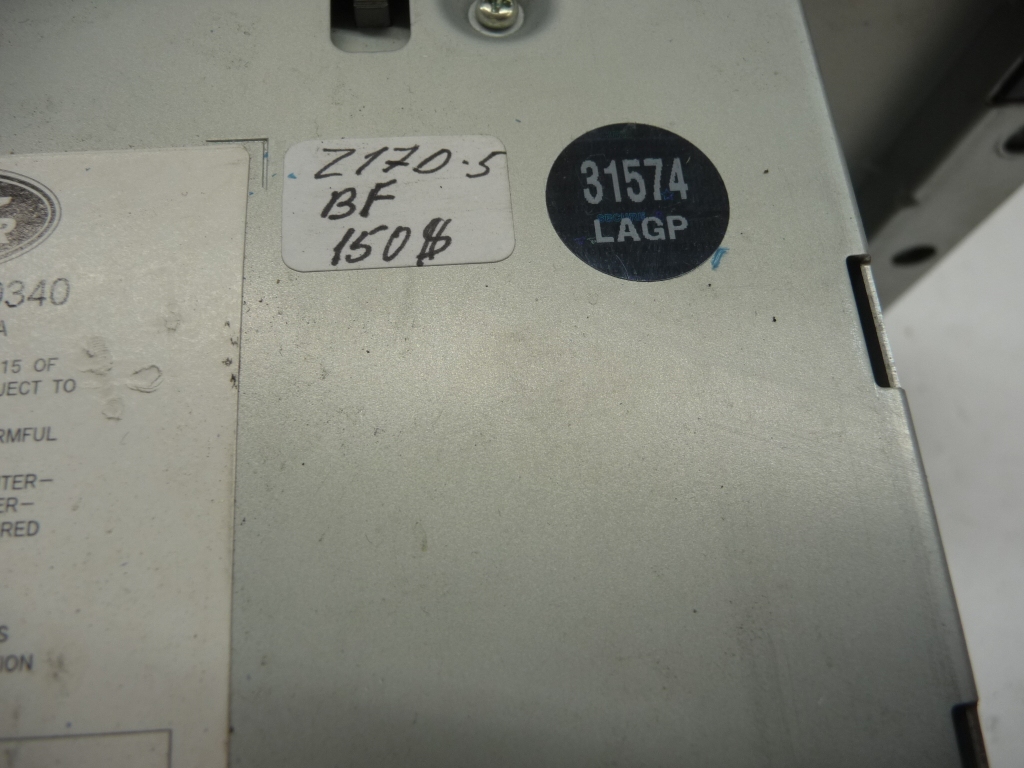 Z170-5
BF
150$
31574
LAGP
0340
A
15 OF
JECT TO
RMFUL
TER-
ER-
RED
S
ION